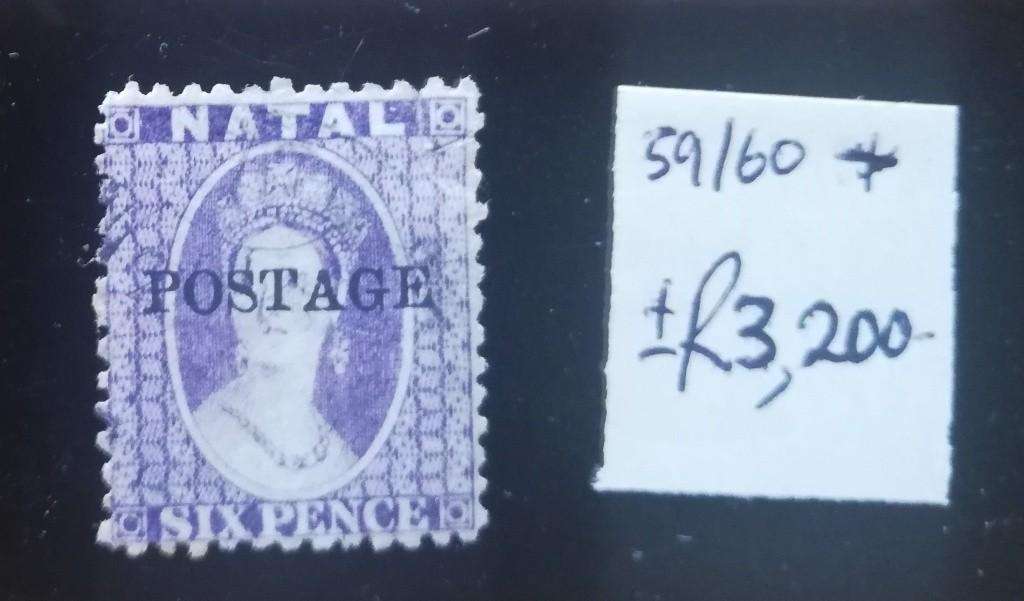 NATAL
POSTAGE
SIX PENCE
59/60 *
±R3,200-